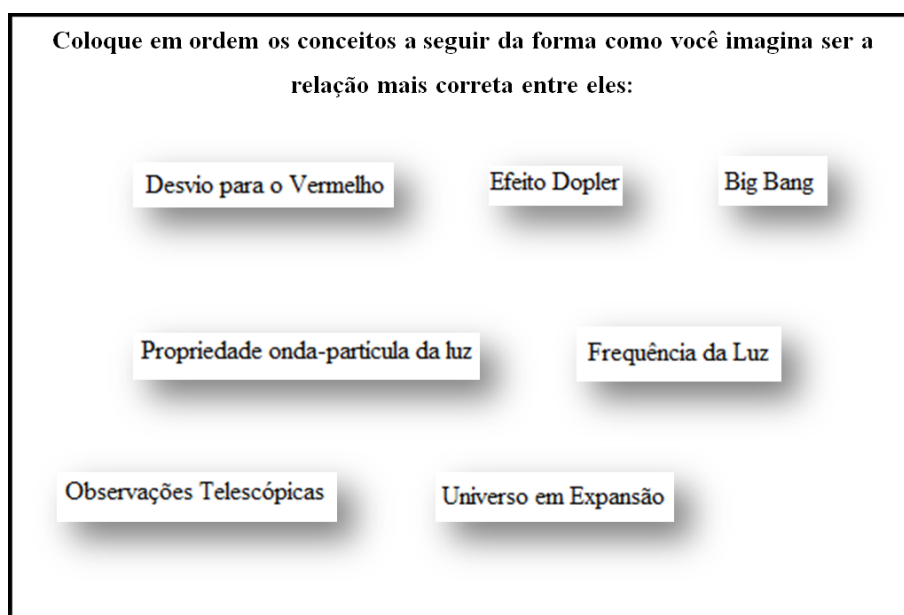 Coloque em ordem os conceitos a seguir da forma como você imagina ser a
relação mais correta entre eles:
Desvio para o Vermelho
Efeito Dopler
Big Bang
Propriedade onda-partícula da luz
Frequência da Luz
Observações Telescópicas
Universo em Expansão